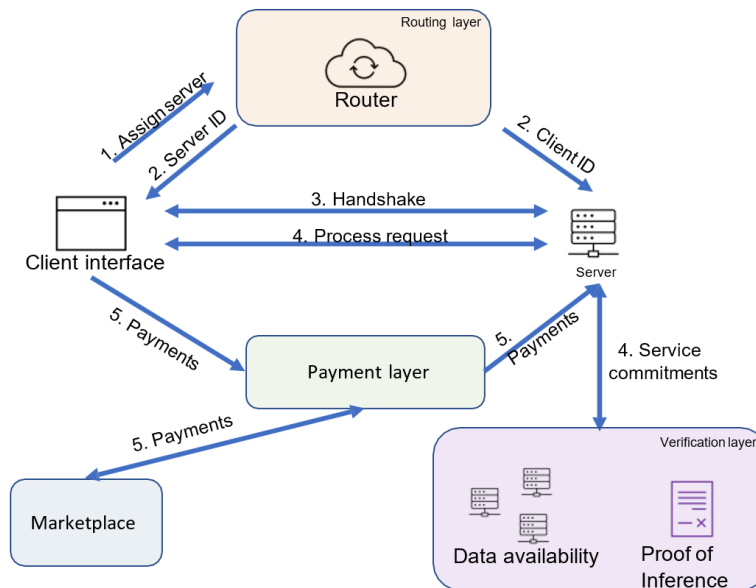 Routing layer
Router
1. Assign server
2. Server ID
2. Client ID
3. Handshake
4. Process request
Client interface
Server
5. Payments
Payment layer
5.
Payments
4. Service
commitments
5. Payments
Marketplace
Verification layer
Data availability
Proof of
Inference